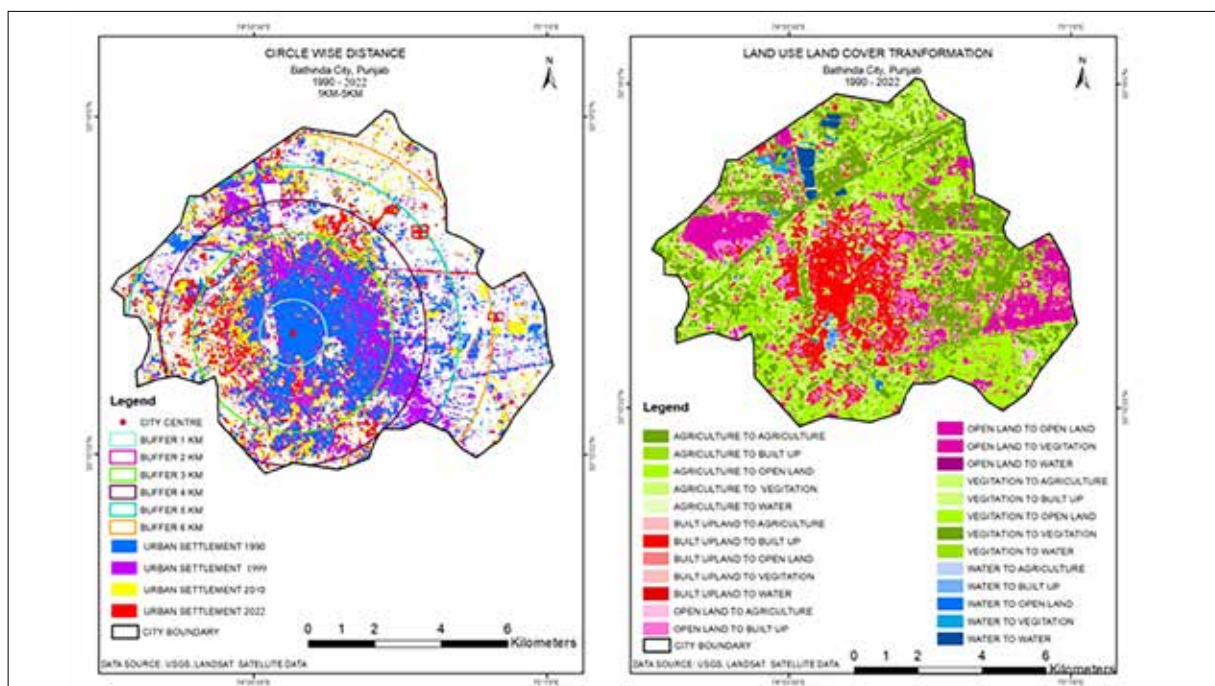 CIRCLE WISE DISTANCE
Bathinda City, Punjab
1990 - 2022
1KM-5KM
N
Legend
CITY CENTRE
BUFFER 1 KM
BUFFER 2 KM
BUFFER 3 KM
BUFFER 4 KM
BUFFER 5 KM
BUFFER 6 KM
URBAN SETTLEMENT 1990
URBAN SETTLEMENT 1999
URBAN SETTLEMENT 2010
URBAN SETTLEMENT 2022
CITY BOUNDARY
0 1 2 4 6
Kilometers
DATA SOURCE: USGS, LANDSAT SATELLITE DATA
LAND USE LAND COVER TRANFORMATION
Bathinda City, Punjab
1990 - 2022
N
Legend
AGRICULTURE TO AGRICULTURE
AGRICULTURE TO BUILT UP
AGRICULTURE TO OPEN LAND
AGRICULTURE TO VEGITATION
AGRICULTURE TO WATER
BUILT UPLAND TO AGRICULTURE
BUILT UPLAND TO BUILT UP
BUILT UPLAND TO OPEN LAND
BUILT UPLAND TO VEGITATION
BUILT UPLAND TO WATER
OPEN LAND TO AGRICULTURE
OPEN LAND TO BUILT UP
CITY BOUNDARY
OPEN LAND TO OPEN LAND
OPEN LAND TO VEGITATION
OPEN LAND TO WATER
VEGITATION TO AGRICULTURE
VEGITATION TO BUILT UP
VEGITATION TO OPEN LAND
VEGITATION TO VEGITATION
VEGITATION TO WATER
WATER TO AGRICULTURE
WATER TO BUILT UP
WATER TO OPEN LAND
WATER TO VEGITATION
WATER TO WATER
0 1 2 4 6
Kilometers
DATA SOURCE: USGS, LANDSAT SATELLITE DATA